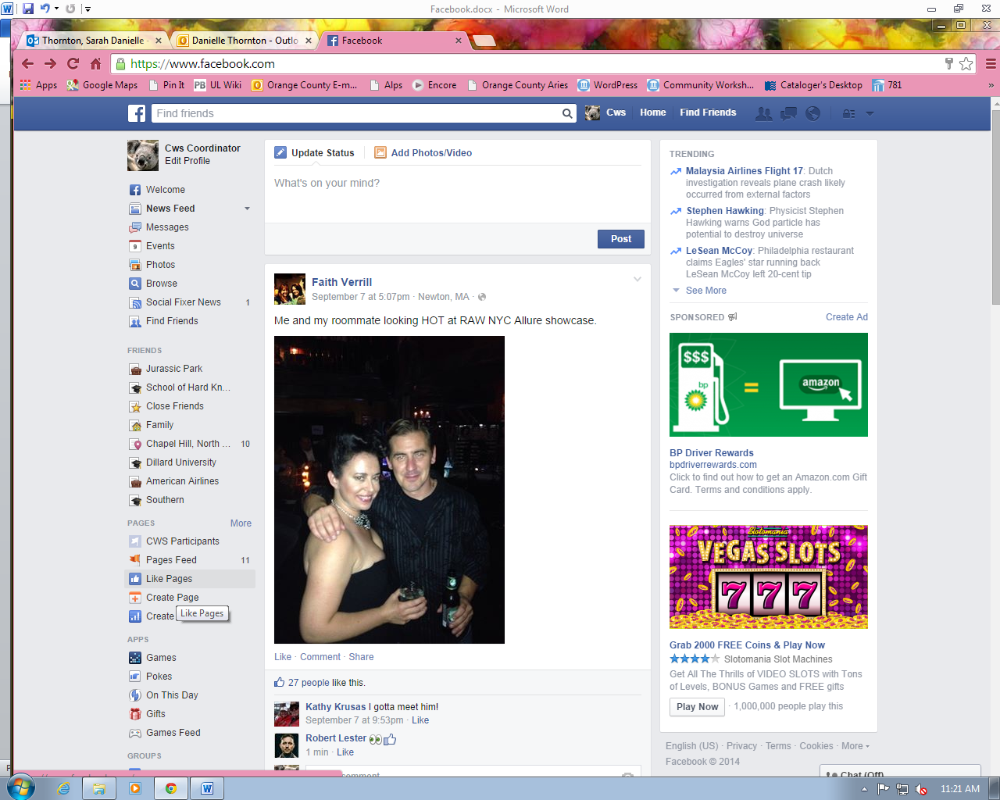 Facebook.docx - Microsoft Word
Thornton, Sarah Danielle -
Danielle Thornton - Outlo
Facebook
https://www.facebook.com
Apps
Google Maps
Pin It
PB UL Wiki
Orange County E-m...
Alps
Encore
Orange County Aries
WordPress
Community Worksh...
Cataloger's Desktop
781
»
Find friends
Cws
Home
Find Friends
Cws Coordinator
Edit Profile
Welcome
News Feed
Messages
9 Events
Photos
Browse
Social Fixer News 1
Find Friends
FRIENDS
Jurassic Park
School of Hard Kn...
Close Friends
Family
Chapel Hill, North ... 10
Dillard University
American Airlines
Southern
PAGES More
CWS Participants
Pages Feed 11
Like Pages
Create Page
Create
Like Pages
APPS
Games
Pokes
On This Day
Gifts
Games Feed
GROUPS
Update Status
Add Photos/Video
What's on your mind?
Post
Faith Verrill
September 7 at 5:07pm · Newton, MA ·
Me and my roommate looking HOT at RAW NYC Allure showcase.
Like · Comment · Share
27 people like this.
Kathy Krusas I gotta meet him!
September 7 at 9:53pm · Like
Robert Lester
1 min · Like
comment
TRENDING
Malaysia Airlines Flight 17: Dutch
investigation reveals plane crash likely
occurred from external factors
Stephen Hawking: Physicist Stephen
Hawking warns God particle has
potential to destroy universe
LeSean McCoy: Philadelphia restaurant
claims Eagles' star running back
LeSean McCoy left 20-cent tip
See More
SPONSORED Create Ad
$$$
bp
=
amazon
BP Driver Rewards
bpdriverrewards.com
Click to find out how to get an Amazon.com Gift
Card. Terms and conditions apply.
Slotomania
VEGAS SLOTS
777
Grab 2000 FREE Coins & Play Now
Slotomania Slot Machines
Get All The Thrills of VIDEO SLOTS with Tons
of Levels, BONUS Games and FREE gifts
Play Now · 1,000,000 people play this
English (US) · Privacy · Terms · Cookies · More
Facebook © 2014
Chat (Off)
11:21 AM